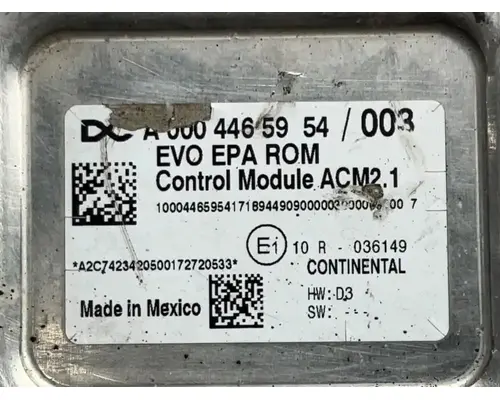 DC A 000 446 59 54 / 003
EVO EPA ROM
Control Module ACM2.1
E1 10 R - 036149
*A2C7423420500172720533*
CONTINENTAL
Made in Mexico
HW: D3
SW: ---